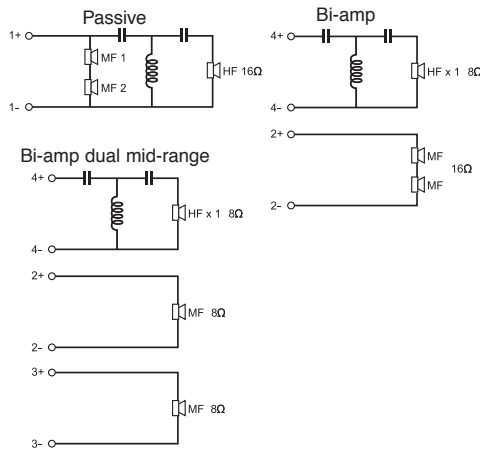 Passive
1+
MF 1
MF 2
HF 16Ω
1-
Bi-amp
4+
HF x 1 8Ω
4-
2+
MF
16Ω
MF
2-
Bi-amp dual mid-range
4+
HF x 1 8Ω
4-
2+
MF 8Ω
2-
3+
MF 8Ω
3-